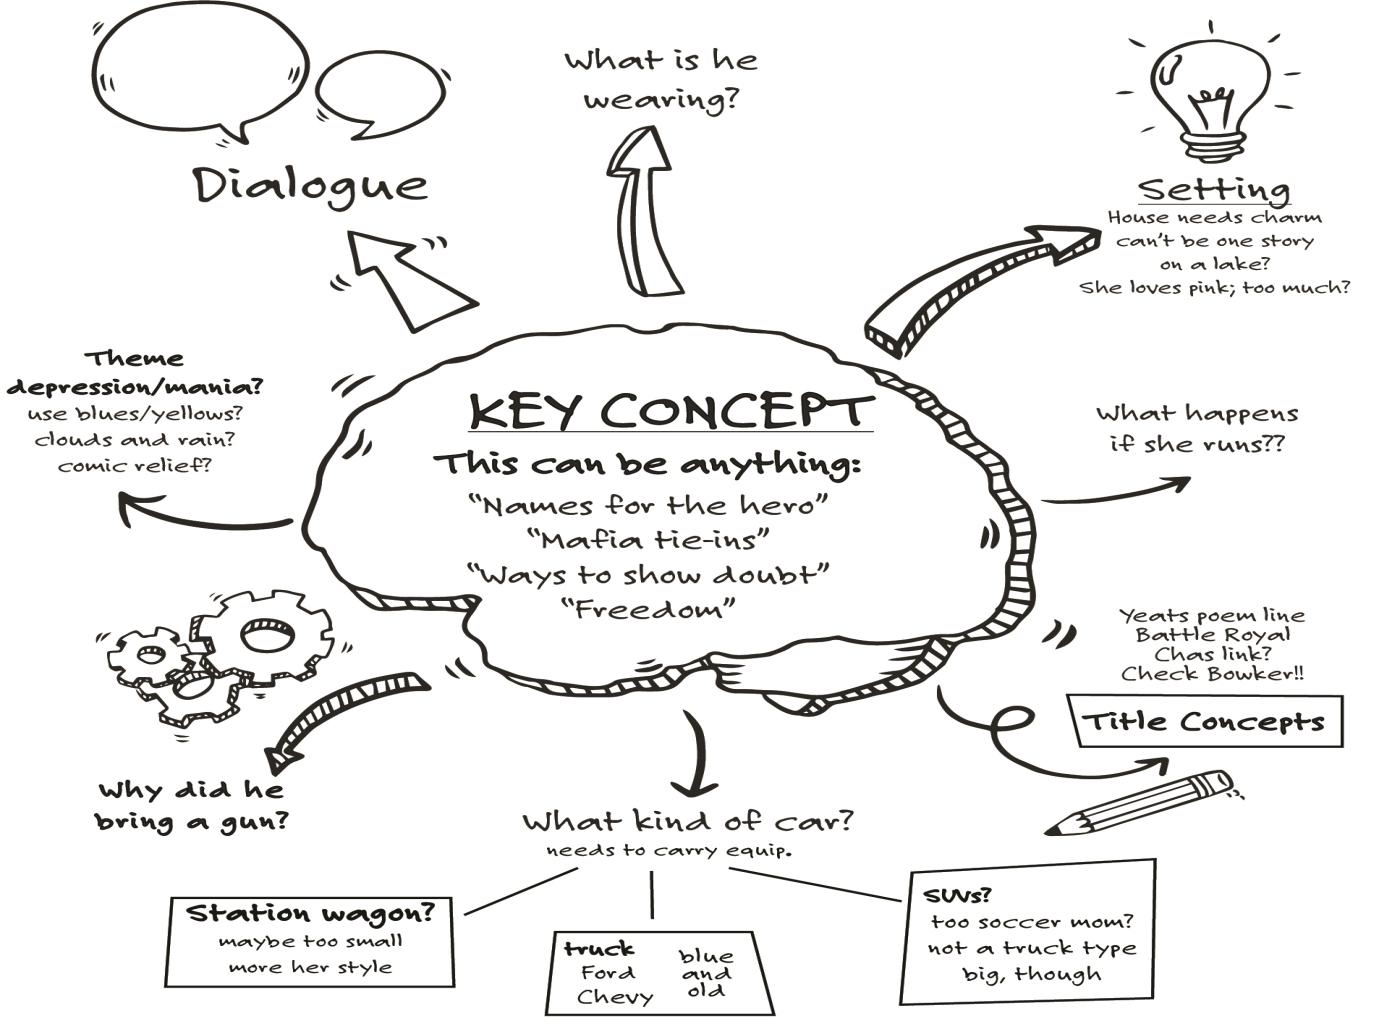 What is he
wearing?
Dialogue
Setting
House needs charm
can't be one story
on a lake?
She loves pink; too much?
Theme
depression/mania?
use blues/yellows?
clouds and rain?
comic relief?
KEY CONCEPT
This can be anything:
"Names for the hero"
"Mafia tie-ins"
"Ways to show doubt"
"Freedom"
What happens
if she runs??
Yeats poem line
Battle Royal
Chas link?
Check Bowker!!
Title Concepts
Why did he
bring a gun?
What kind of car?
needs to carry equip.
Station wagon?
maybe too small
more her style
truck
Ford
Chevy
blue
and
old
SUVs?
too soccer mom?
not a truck type
big, though